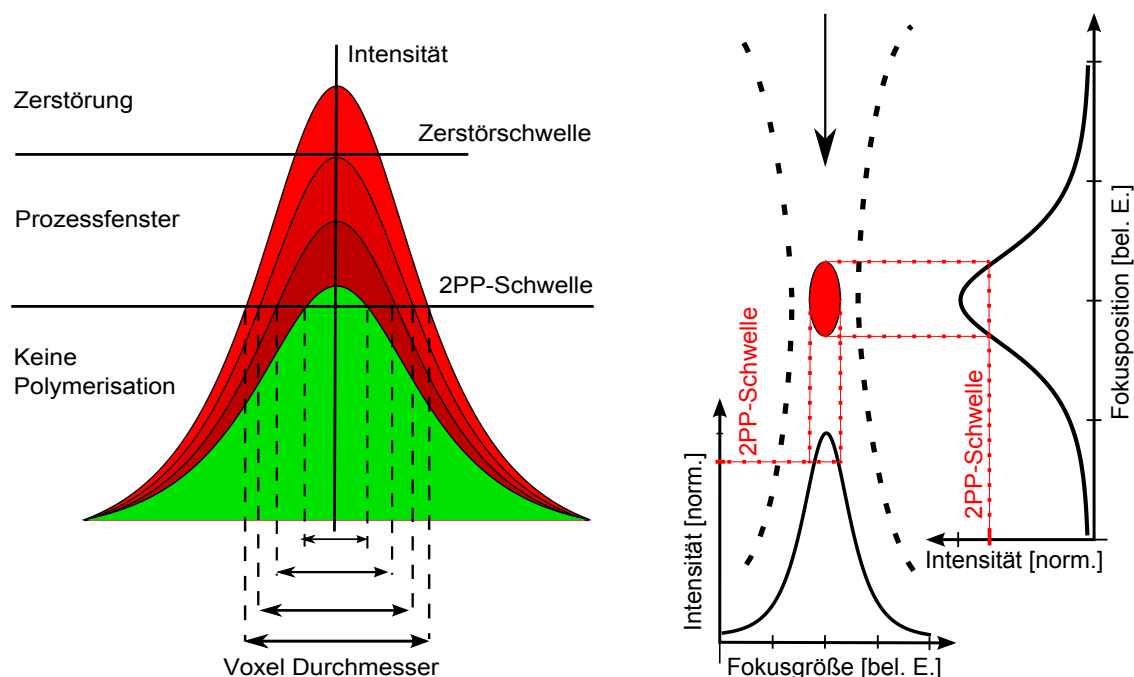 Intensität
Zerstörung
Zerstörschwelle
Prozessfenster
2PP-Schwelle
Keine
Polymerisation
Voxel Durchmesser
2PP-Schwelle
Intensität [norm.]
Fokusgröße [bel. E.]
2PP-Schwelle
Intensität [norm.]
Fokusposition [bel. E.]